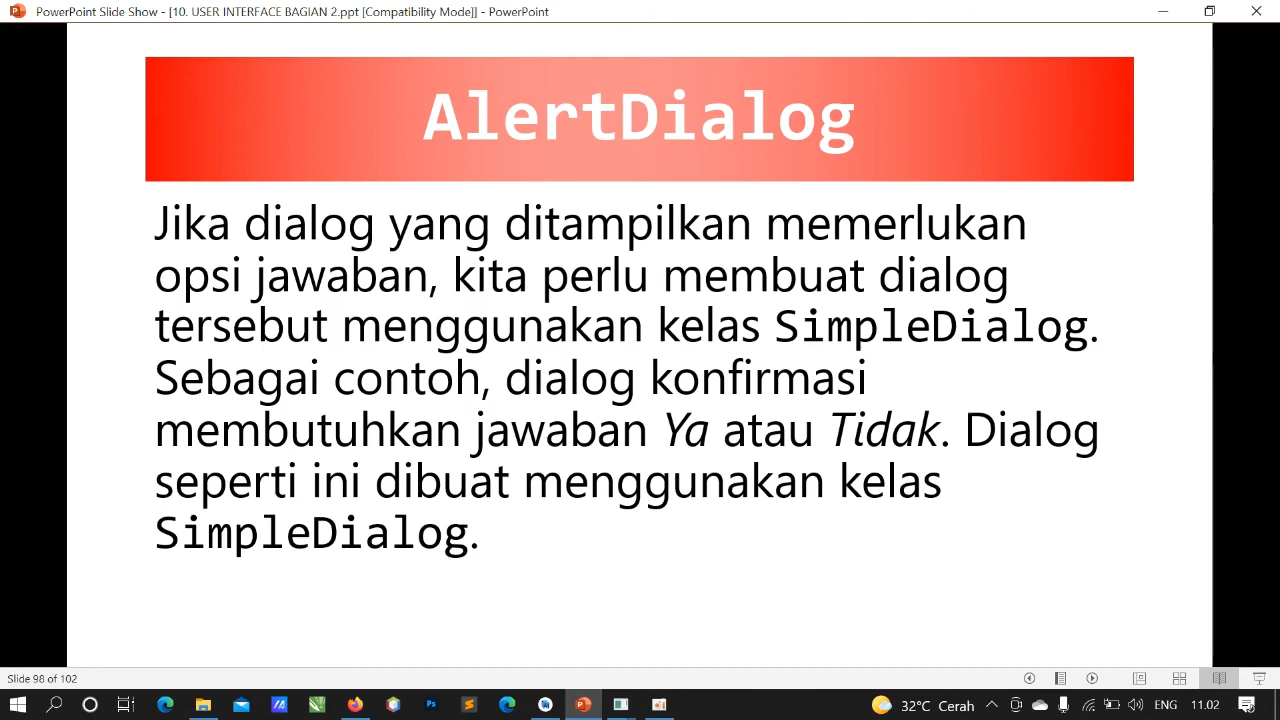 PowerPoint Slide Show - [10. USER INTERFACE BAGIAN 2.ppt [Compatibility Mode]] - PowerPoint
AlertDialog
Jika dialog yang ditampilkan memerlukan
opsi jawaban, kita perlu membuat dialog
tersebut menggunakan kelas SimpleDialog.
Sebagai contoh, dialog konfirmasi
membutuhkan jawaban Ya atau Tidak. Dialog
seperti ini dibuat menggunakan kelas
SimpleDialog.
Slide 98 of 102
32°C Cerah ENG 11.02